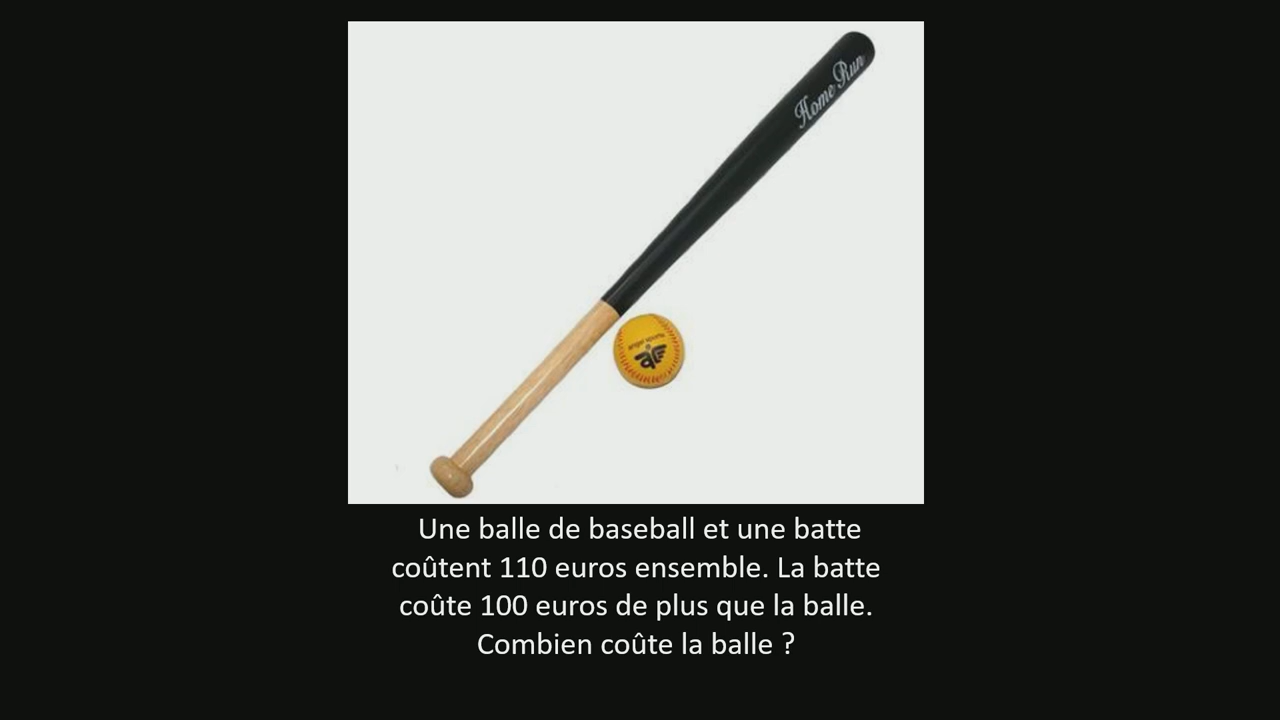 Home Run
Une balle de baseball et une batte
coûtent 110 euros ensemble. La batte
coûte 100 euros de plus que la balle.
Combien coûte la balle ?